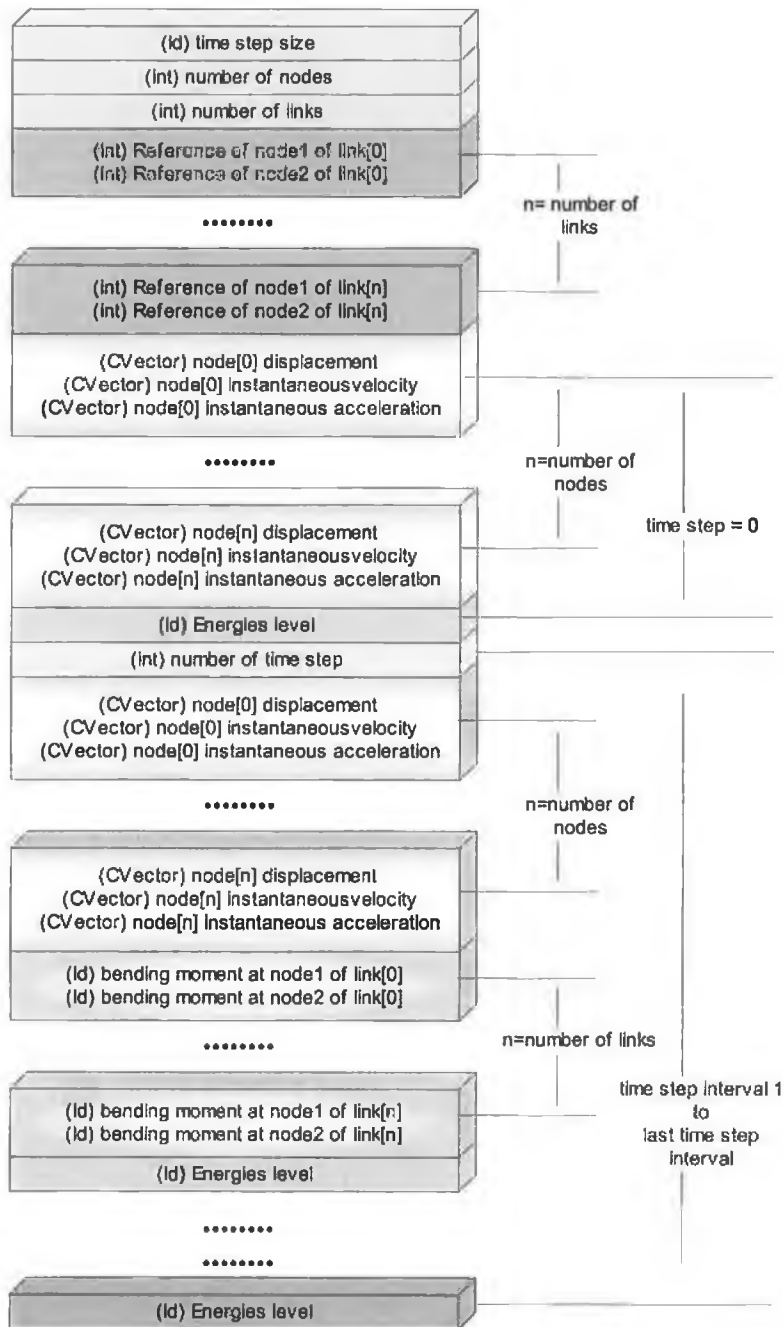 (ld) time step size
(int) number of nodes
(int) number of links
(int) Reference of node1 of link[0]
(int) Reference of node2 of link[0]
n= number of
links
••••••••
(int) Reference of node1 of link[n]
(int) Reference of node2 of link[n]
(CVector) node[0] displacement
(CVector) node[0] instantaneousvelocity
(CVector) node[0] instantaneous acceleration
••••••••
n=number of
nodes
time step = 0
(CVector) node[n] displacement
(CVector) node[n] instantaneousvelocity
(CVector) node[n] instantaneous acceleration
(ld) Energies level
(int) number of time step
(CVector) node[0] displacement
(CVector) node[0] instantaneousvelocity
(CVector) node[0] instantaneous acceleration
••••••••
n=number of
nodes
(CVector) node[n] displacement
(CVector) node[n] instantaneousvelocity
(CVector) node[n] instantaneous acceleration
(ld) bending moment at node1 of link[0]
(ld) bending moment at node2 of link[0]
••••••••
n=number of links
(ld) bending moment at node1 of link[n]
(ld) bending moment at node2 of link[n]
time step interval 1
to
last time step
interval
(ld) Energies level
••••••••
••••••••
(ld) Energies level